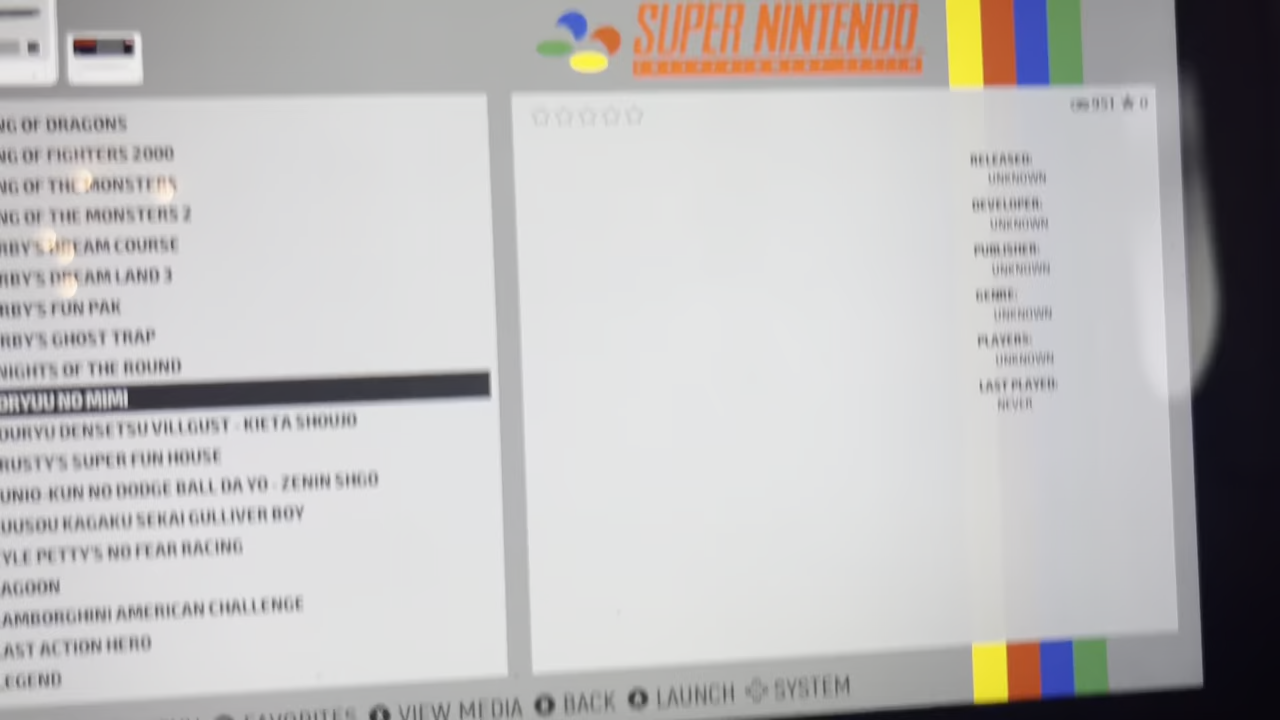 SUPER NINTENDO
951 0
NG OF DRAGONS
NG OF FIGHTERS 2000
NG OF THE MONSTERS
NG OF THE MONSTERS 2
RBY'S DREAM COURSE
RBY'S DREAM LAND 3
RBY'S FUN PAK
RBY'S GHOST TRAP
NIGHTS OF THE ROUND
ORYUU NO MIMI
OURYU DENSETSU VILLGUST - KIETA SHOUJO
RUSTY'S SUPER FUN HOUSE
UNIO-KUN NO DODGE BALL DA YO - ZENIN SHGO
UUSOU KAGAKU SEKAI GULLIVER BOY
YLE PETTY'S NO FEAR RACING
AGOON
AMBORGHINI AMERICAN CHALLENGE
AST ACTION HERO
LEGEND
RELEASED:
UNKNOWN
DEVELOPER:
UNKNOWN
PUBLISHER:
UNKNOWN
GENRE:
UNKNOWN
PLAYERS:
UNKNOWN
LAST PLAYED:
NEVER
FAVORITES VIEW MEDIA BACK LAUNCH SYSTEM